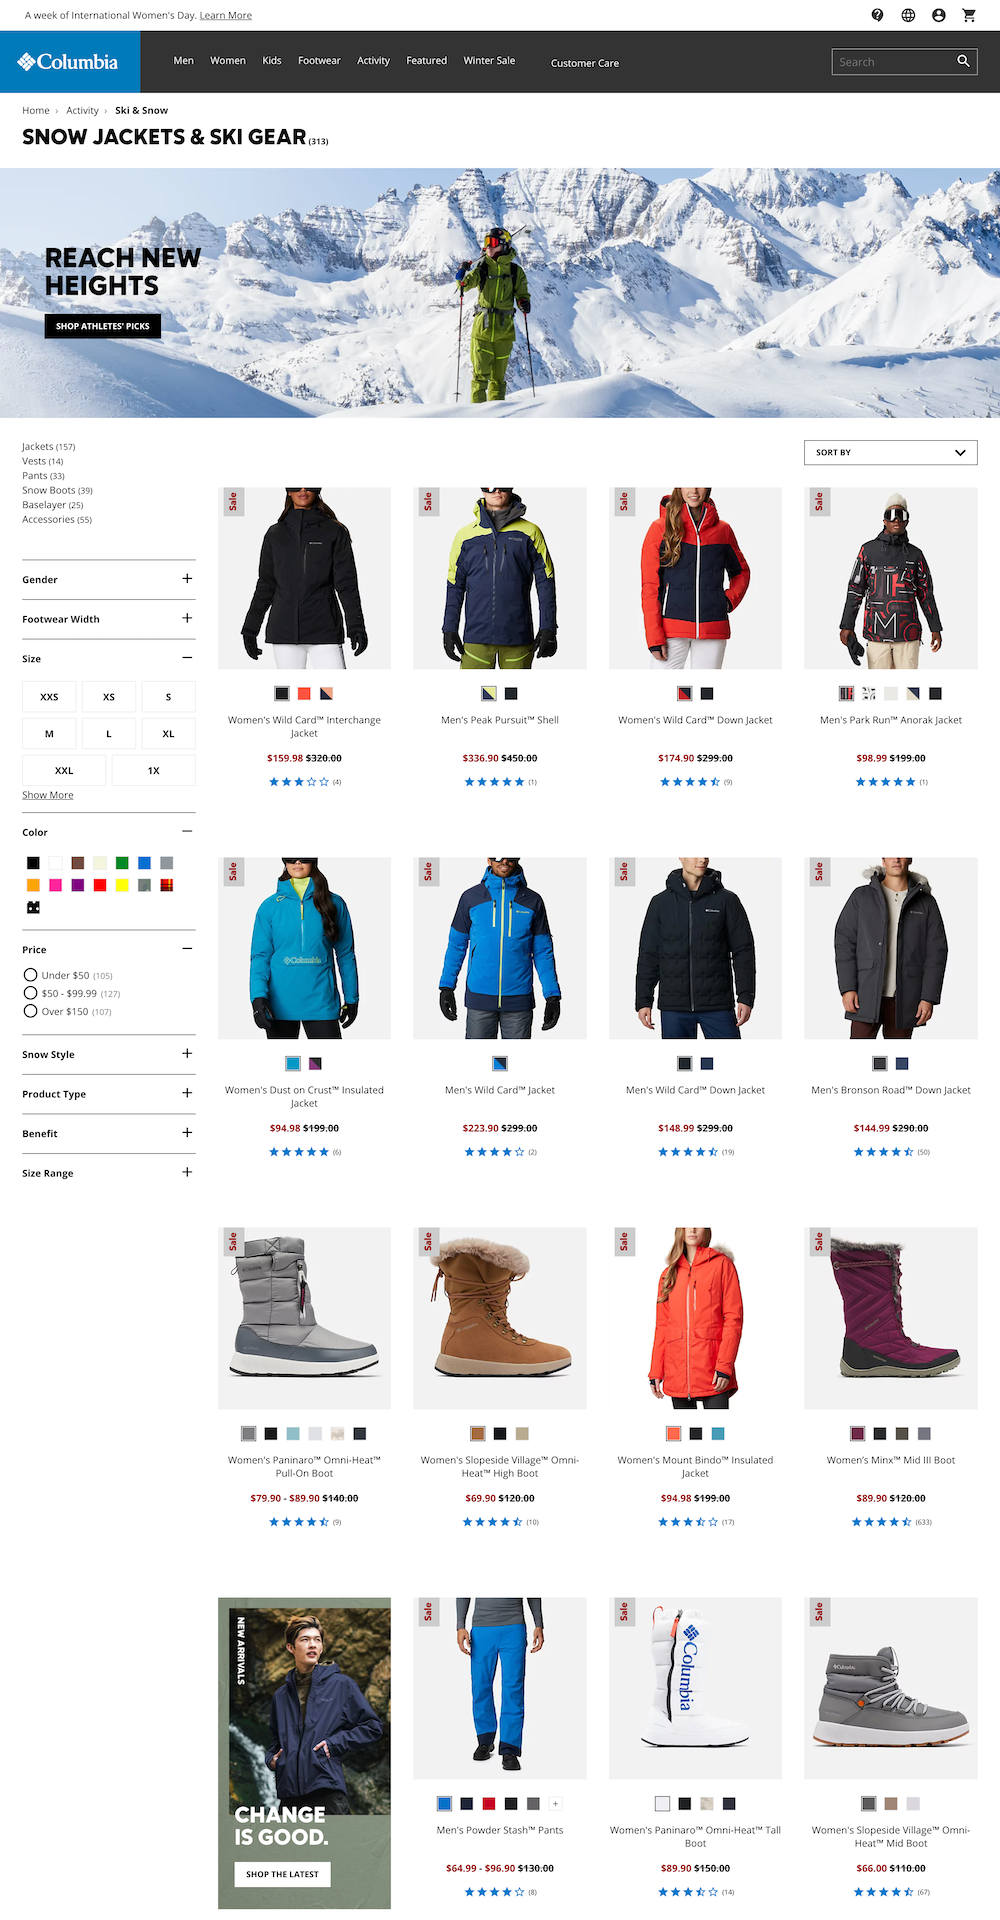 A week of International Women's Day. Learn More
Columbia
Men Women Kids Footwear Activity Featured Winter Sale Customer Care
Search
Home › Activity › Ski & Snow
SNOW JACKETS & SKI GEAR (313)
REACH NEW
HEIGHTS
SHOP ATHLETES' PICKS
Jackets (157)
Vests (14)
Pants (33)
Snow Boots (39)
Baselayer (25)
Accessories (55)
Gender
Footwear Width
Size
XXS XS S
M L XL
XXL 1X
Show More
Color
Price
Under $50 (105)
$50 - $99.99 (127)
Over $150 (107)
Snow Style
Product Type
Benefit
Size Range
SORT BY
Sale
Women's Wild Card™ Interchange
Jacket
$159.98 $320.00
(4)
Sale
Men's Peak Pursuit™ Shell
$336.90 $450.00
(1)
Sale
Women's Wild Card™ Down Jacket
$174.90 $299.00
(9)
Sale
Men's Park Run™ Anorak Jacket
$98.99 $199.00
(1)
Sale
Columbia
Women's Dust on Crust™ Insulated
Jacket
$94.98 $199.00
(6)
Sale
Men's Wild Card™ Jacket
$223.90 $299.00
(2)
Sale
Columbia
Men's Wild Card™ Down Jacket
$148.99 $299.00
(19)
Sale
Men's Bronson Road™ Down Jacket
$144.99 $290.00
(50)
Sale
Women's Paninaro™ Omni-Heat™
Pull-On Boot
$79.90 - $89.90 $140.00
(9)
Sale
Women's Slopeside Village™ Omni-
Heat™ High Boot
$69.90 $120.00
(10)
Sale
Women's Mount Bindo™ Insulated
Jacket
$94.98 $199.00
(17)
Sale
Women's Minx™ Mid III Boot
$89.90 $120.00
(633)
NEW ARRIVALS
CHANGE
IS GOOD.
SHOP THE LATEST
Sale
+
Men's Powder Stash™ Pants
$64.99 - $96.90 $130.00
(8)
Sale
Columbia
Women's Paninaro™ Omni-Heat™ Tall
Boot
$89.90 $150.00
(14)
Sale
Columbia
Women's Slopeside Village™ Omni-
Heat™ Mid Boot
$66.00 $110.00
(67)